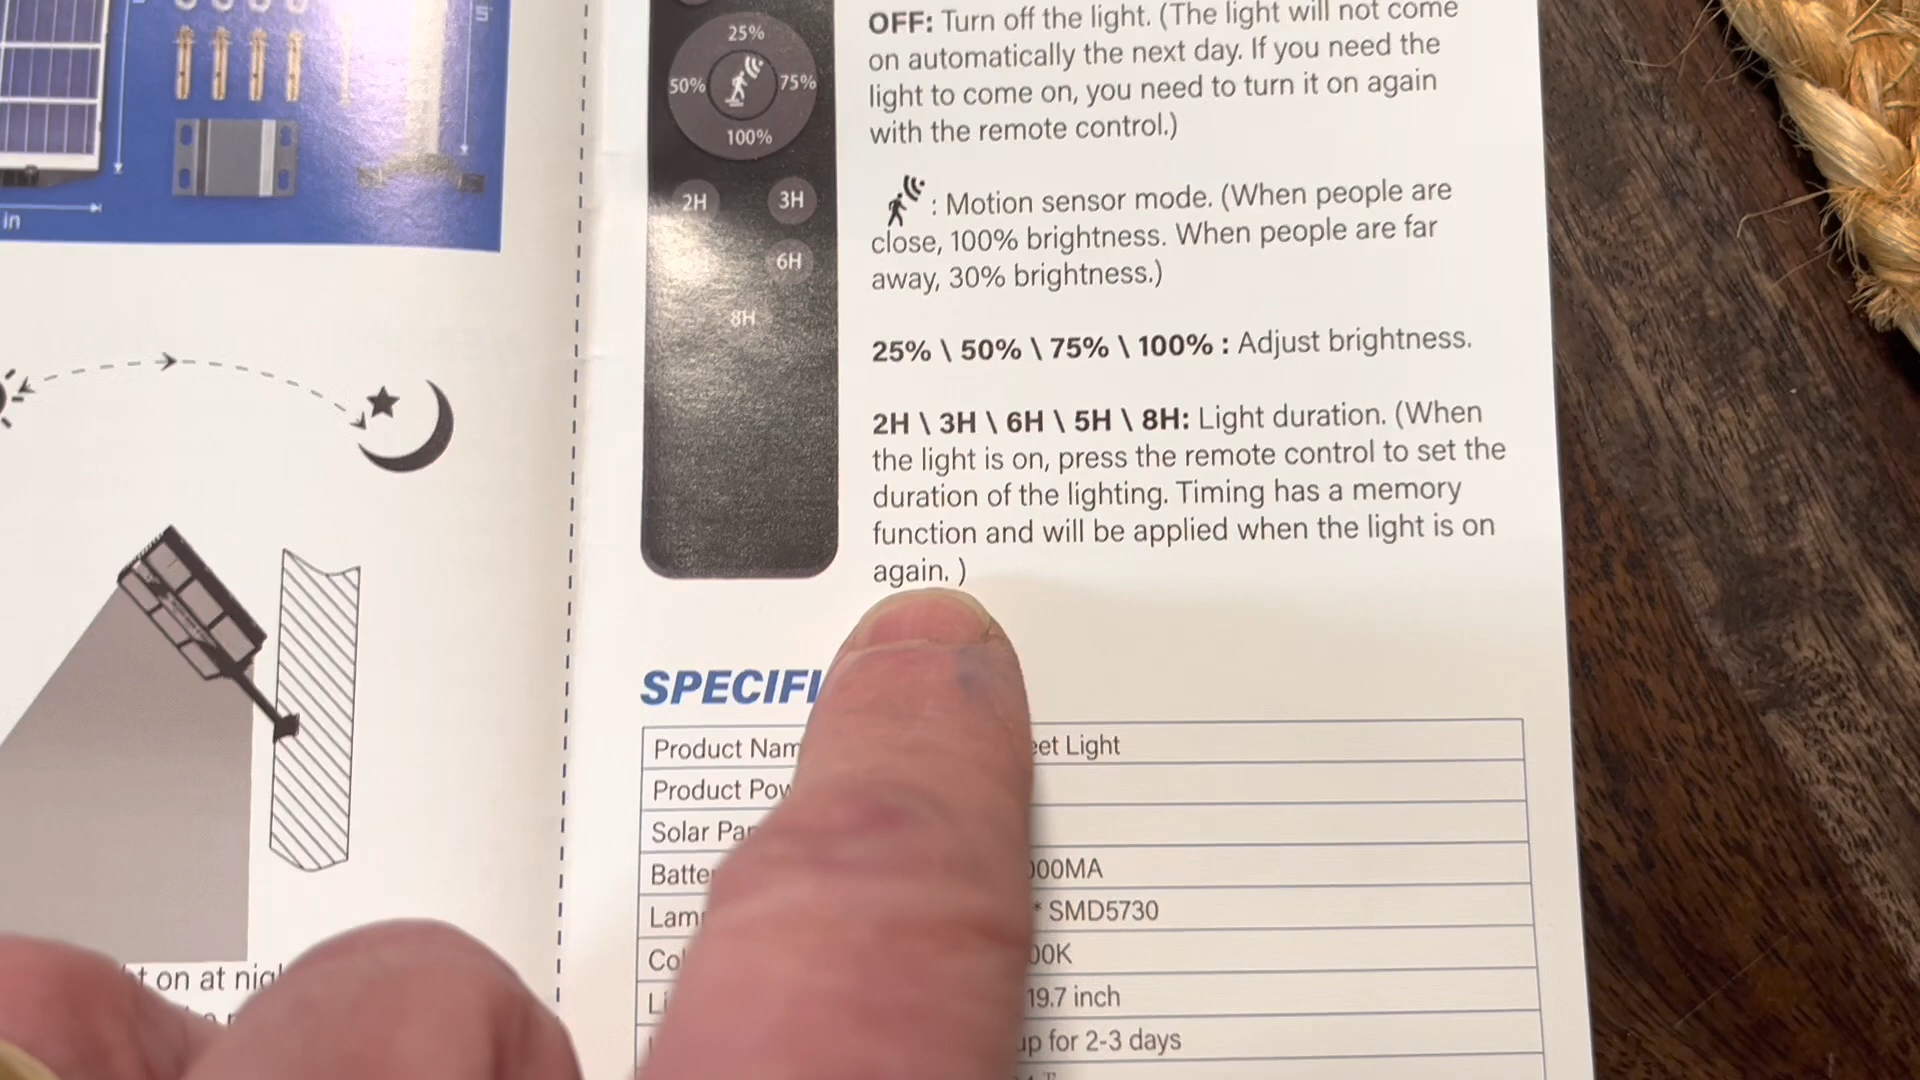 5
in
t on at nig
25%
50%
75%
100%
2H
3H
6H
8H
OFF: Turn off the light. (The light will not come
on automatically the next day. If you need the
light to come on, you need to turn it on again
with the remote control.)
: Motion sensor mode. (When people are
close, 100% brightness. When people are far
away, 30% brightness.)
25% \ 50% \ 75% \ 100% : Adjust brightness.
2H \ 3H \ 6H \ 5H \ 8H: Light duration. (When
the light is on, press the remote control to set the
duration of the lighting. Timing has a memory
function and will be applied when the light is on
again. )
SPECIFI
Product Nam eet Light
Product Pow
Solar Pan
Batte 000MA
Lam * SMD5730
Col 00K
Li 19.7 inch
up for 2-3 days